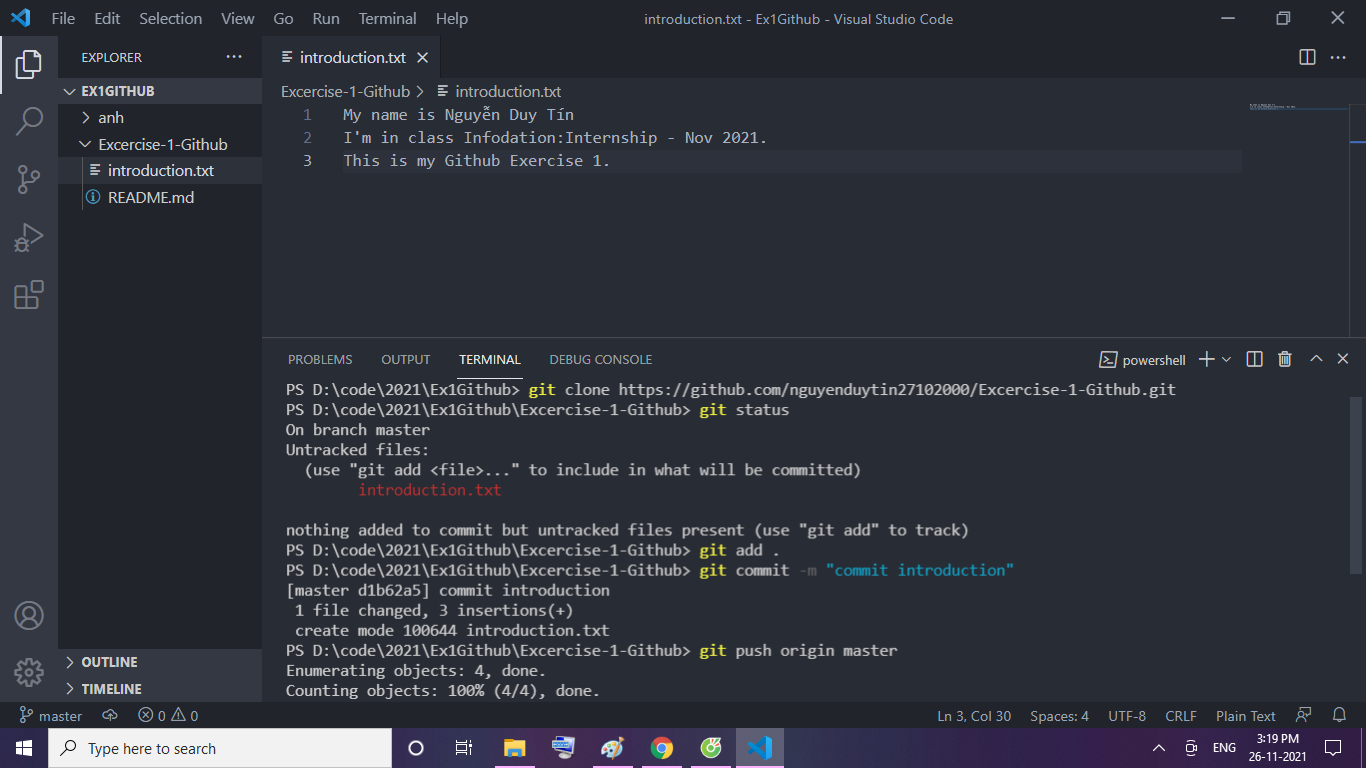 File Edit Selection View Go Run Terminal Help
introduction.txt - Ex1Github - Visual Studio Code
EXPLORER
EX1GITHUB
anh
Excercise-1-Github
introduction.txt
README.md
OUTLINE
TIMELINE
introduction.txt
Excercise-1-Github > introduction.txt
1 My name is Nguyễn Duy Tín
2 I'm in class Infodation:Internship - Nov 2021.
3 This is my Github Exercise 1.
PROBLEMS OUTPUT TERMINAL DEBUG CONSOLE
powershell
PS D:\code\2021\Ex1Github> git clone https://github.com/nguyenduytin27102000/Excercise-1-Github.git
PS D:\code\2021\Ex1Github\Excercise-1-Github> git status
On branch master
Untracked files:
(use "git add <file>..." to include in what will be committed)
introduction.txt
nothing added to commit but untracked files present (use "git add" to track)
PS D:\code\2021\Ex1Github\Excercise-1-Github> git add .
PS D:\code\2021\Ex1Github\Excercise-1-Github> git commit -m "commit introduction"
[master d1b62a5] commit introduction
1 file changed, 3 insertions(+)
create mode 100644 introduction.txt
PS D:\code\2021\Ex1Github\Excercise-1-Github> git push origin master
Enumerating objects: 4, done.
Counting objects: 100% (4/4), done.
master 0 0
Ln 3, Col 30 Spaces: 4 UTF-8 CRLF Plain Text
Type here to search
ENG
3:19 PM
26-11-2021